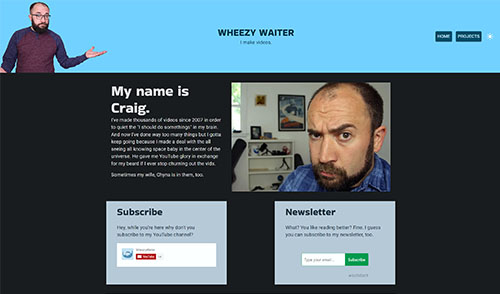 WHEEZY WAITER
I make videos.
HOME PROJECTS
My name is
Craig.
I've made thousands of videos since 2007 in order
to quiet the "I should do somethings" in my brain.
And now I've done way too many things but I gotta
keep going because I made a deal with the all
seeing all knowing space baby in the center of the
universe. He gave me YouTube glory in exchange
for my beard if I ever stop churning out the vids.
Sometimes my wife, Chyna is in them, too.
Subscribe
Hey, while you're here why don't you
subscribe to my YouTube channel?
YouTube
Newsletter
What? You like reading better? Fine. I guess
you can subscribe to my newsletter, too.
Type your email...
Subscribe